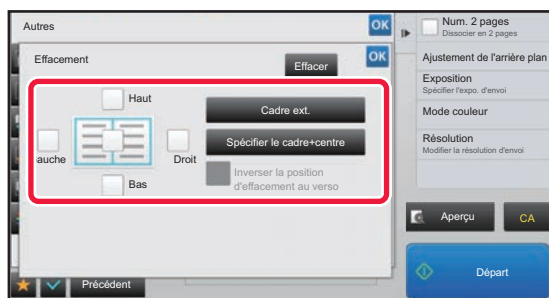 Autres
OK
Effacement
Effacer
OK
Haut
auche
Droit
Bas
Cadre ext.
Spécifier le cadre+centre
Inverser la position
d'effacement au verso
Précédent
Num. 2 pages
Dissocier en 2 pages
Ajustement de l'arrière plan
Exposition
Spécifier l'expo. d'envoi
Mode couleur
Résolution
Modifier la résolution d'envoi
Aperçu
CA
Départ